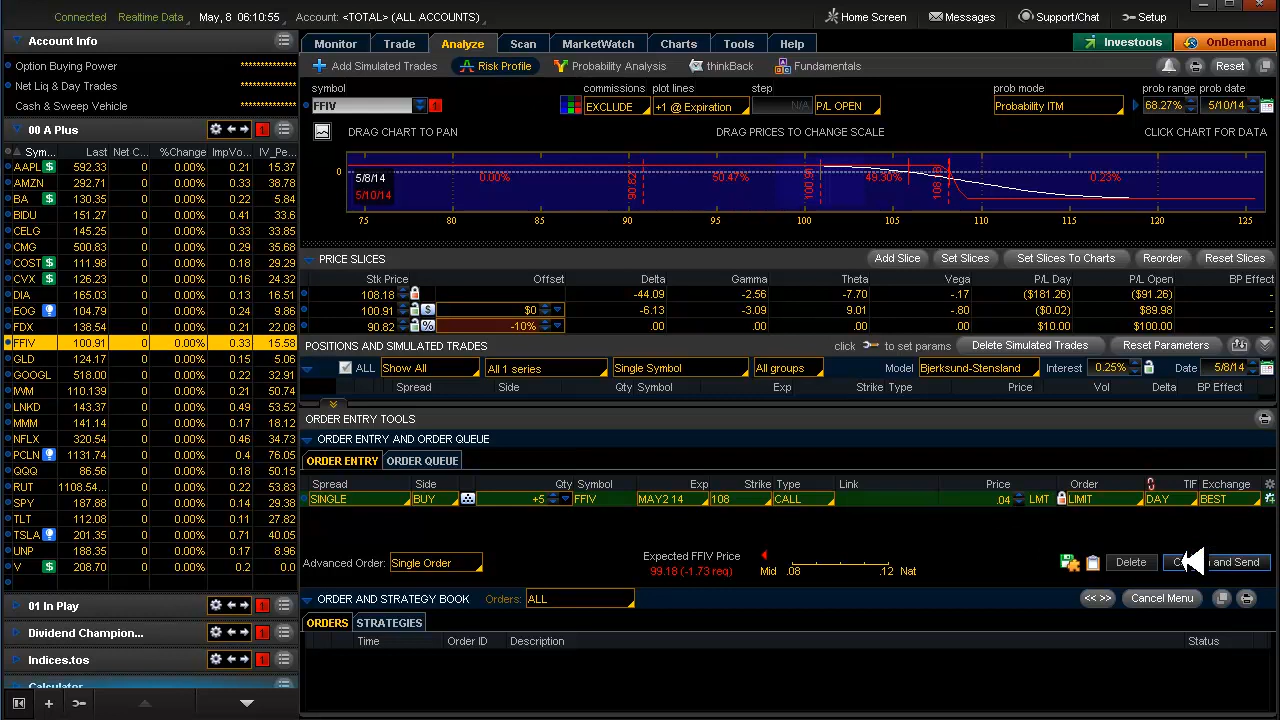 Connected Realtime Data May, 8 06:10:55 Account: <TOTAL> (ALL ACCOUNTS) Home Screen Messages Support/Chat Setup
Account Info
Option Buying Power **************
Net Liq & Day Trades **************
Cash & Sweep Vehicle **************
00 A Plus 1
Sym... Last Net C... %Change ImpVo... IV_Pe...
AAPL $ 592.33 0 0.00% 0.21 15.37
AMZN 292.71 0 0.00% 0.33 38.78
BA $ 130.35 0 0.00% 0.22 5.84
BIDU 151.27 0 0.00% 0.41 33.6
CELG 145.25 0 0.00% 0.33 33.85
CMG 500.83 0 0.00% 0.29 35.68
COST $ 111.98 0 0.00% 0.18 29.29
CVX $ 126.23 0 0.00% 0.15 24.32
DIA 165.03 0 0.00% 0.13 16.51
EOG 104.79 0 0.00% 0.24 9.86
FDX 138.54 0 0.00% 0.21 22.08
FFIV 100.91 0 0.00% 0.33 15.58
GLD 124.17 0 0.00% 0.15 5.06
GOOGL 518.00 0 0.00% 0.22 32.91
IWM 110.139 0 0.00% 0.21 50.74
LNKD 143.37 0 0.00% 0.49 53.52
MMM 141.14 0 0.00% 0.17 18.12
NFLX 320.54 0 0.00% 0.46 34.73
PCLN 1131.74 0 0.00% 0.4 76.05
QQQ 86.56 0 0.00% 0.18 50.15
RUT 1108.54... 0 0.00% 0.22 53.83
SPY 187.88 0 0.00% 0.14 29.38
TLT 112.08 0 0.00% 0.11 27.82
TSLA 201.35 0 0.00% 0.71 47.51
UNP 188.35 0 0.00% 0.17 8.96
V $ 208.70 0 0.00% 0.2 0.0
01 In Play 1
Dividend Champion... 1
Indices.tos 1
Calculator
Monitor Trade Analyze Scan MarketWatch Charts Tools Help Investools OnDemand
Add Simulated Trades Risk Profile Probability Analysis thinkBack Fundamentals Reset
symbol commissions plot lines step prob mode prob range prob date
FFIV 1 EXCLUDE +1 @ Expiration N/A P/L OPEN Probability ITM 68.27% 5/10/14
DRAG CHART TO PAN DRAG PRICES TO CHANGE SCALE CLICK CHART FOR DATA
0 5/8/14 0.00% 90.82 50.47% 100.91 49.30% 0.23%
5/10/14
75 80 85 90 95 100 105 110 115 120 125
PRICE SLICES Add Slice Set Slices Set Slices To Charts Reorder Reset Slices
Stk Price Offset Delta Gamma Theta Vega P/L Day P/L Open BP Effect
108.18 -44.09 -2.56 -7.70 -.17 ($181.26) ($91.26)
100.91 $ $0 -6.13 -3.09 9.01 -.80 ($0.02) $89.98
90.82 % -10% .00 .00 .00 .00 $10.00 $100.00
POSITIONS AND SIMULATED TRADES click to set params Delete Simulated Trades Reset Parameters
ALL Show All All 1 series Single Symbol All groups Model Bjerksund-Stensland Interest 0.25% Date 5/8/14
Spread Side Qty Symbol Exp Strike Type Price Vol Delta BP Effect
ORDER ENTRY TOOLS
ORDER ENTRY AND ORDER QUEUE
ORDER ENTRY ORDER QUEUE
Spread Side Qty Symbol Exp Strike Type Link Price Order TIF Exchange
SINGLE BUY +5 FFIV MAY2 14 108 CALL .04 LMT LIMIT DAY BEST
Advanced Order: Single Order Expected FFIV Price Mid .08 .12 Nat Delete and Send
99.18 (-1.73 req)
ORDER AND STRATEGY BOOK Orders: ALL << >> Cancel Menu
ORDERS STRATEGIES
Time Order ID Description Status